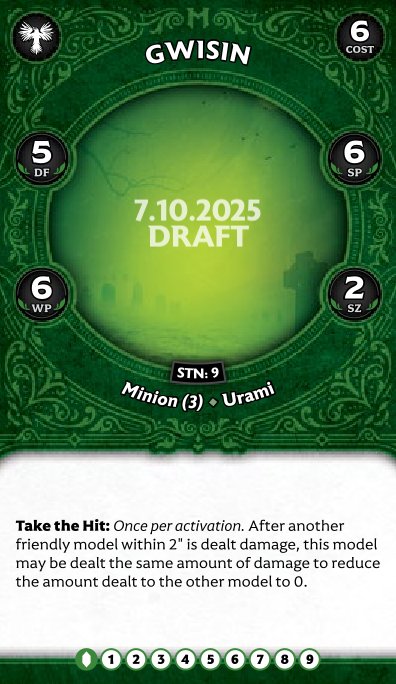 GWISIN
6
COST
5
DF
6
SP
7.10.2025
DRAFT
6
WP
2
SZ
STN: 9
Minion (3) ⬥ Urami
Take the Hit: Once per activation. After another
friendly model within 2" is dealt damage, this model
may be dealt the same amount of damage to reduce
the amount dealt to the other model to 0.
1 2 3 4 5 6 7 8 9